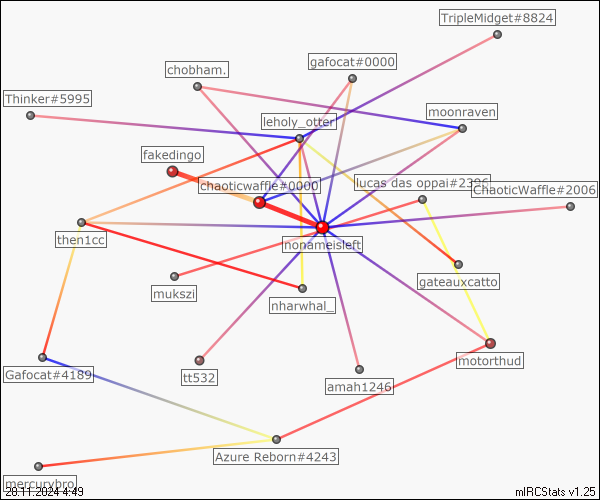 TripleMidget#8824
gafocat#0000
chobham.
Thinker#5995
moonraven
leholy_otter
fakedingo
chaoticwaffle#0000
lucas das oppai#2396
ChaoticWaffle#2006
then1cc
nonameisleft
gateauxcatto
mukszi
nharwhal_
motorthud
Gafocat#4189
tt532
amah1246
Azure Reborn#4243
mercurybro
28.11.2024 4:49
mIRCStats v1.25